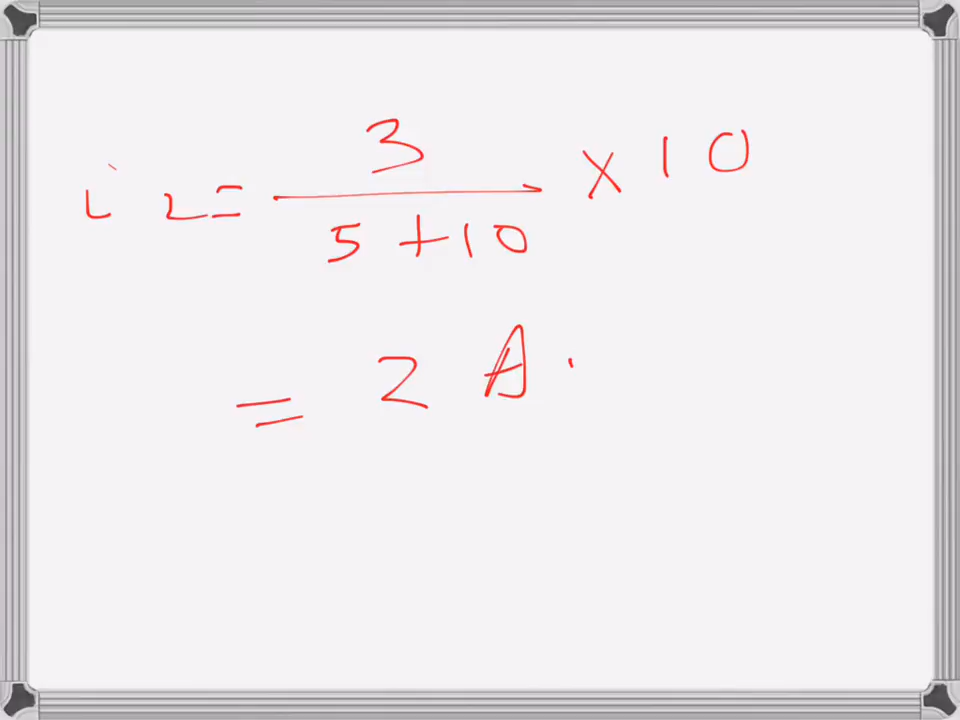 i2 = 3 / (5 + 10) × 10
= 2 A.